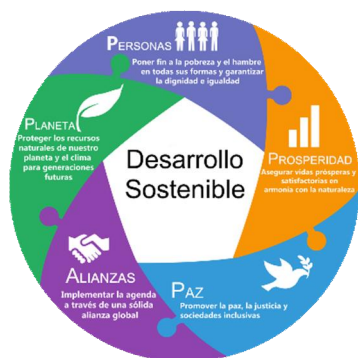 PERSONAS
Poner fin a la pobreza y el hambre
en todas sus formas y garantizar
la dignidad e igualdad
PROSPERIDAD
Asegurar vidas prósperas y
satisfactorias en
armonía con la naturaleza
PAZ
Promover la paz, la justicia y
sociedades inclusivas
ALIANZAS
Implementar la agenda
a través de una sólida
alianza global
PLANETA
Proteger los recursos
naturales de nuestro
planeta y el clima
para generaciones
futuras
Desarrollo
Sostenible